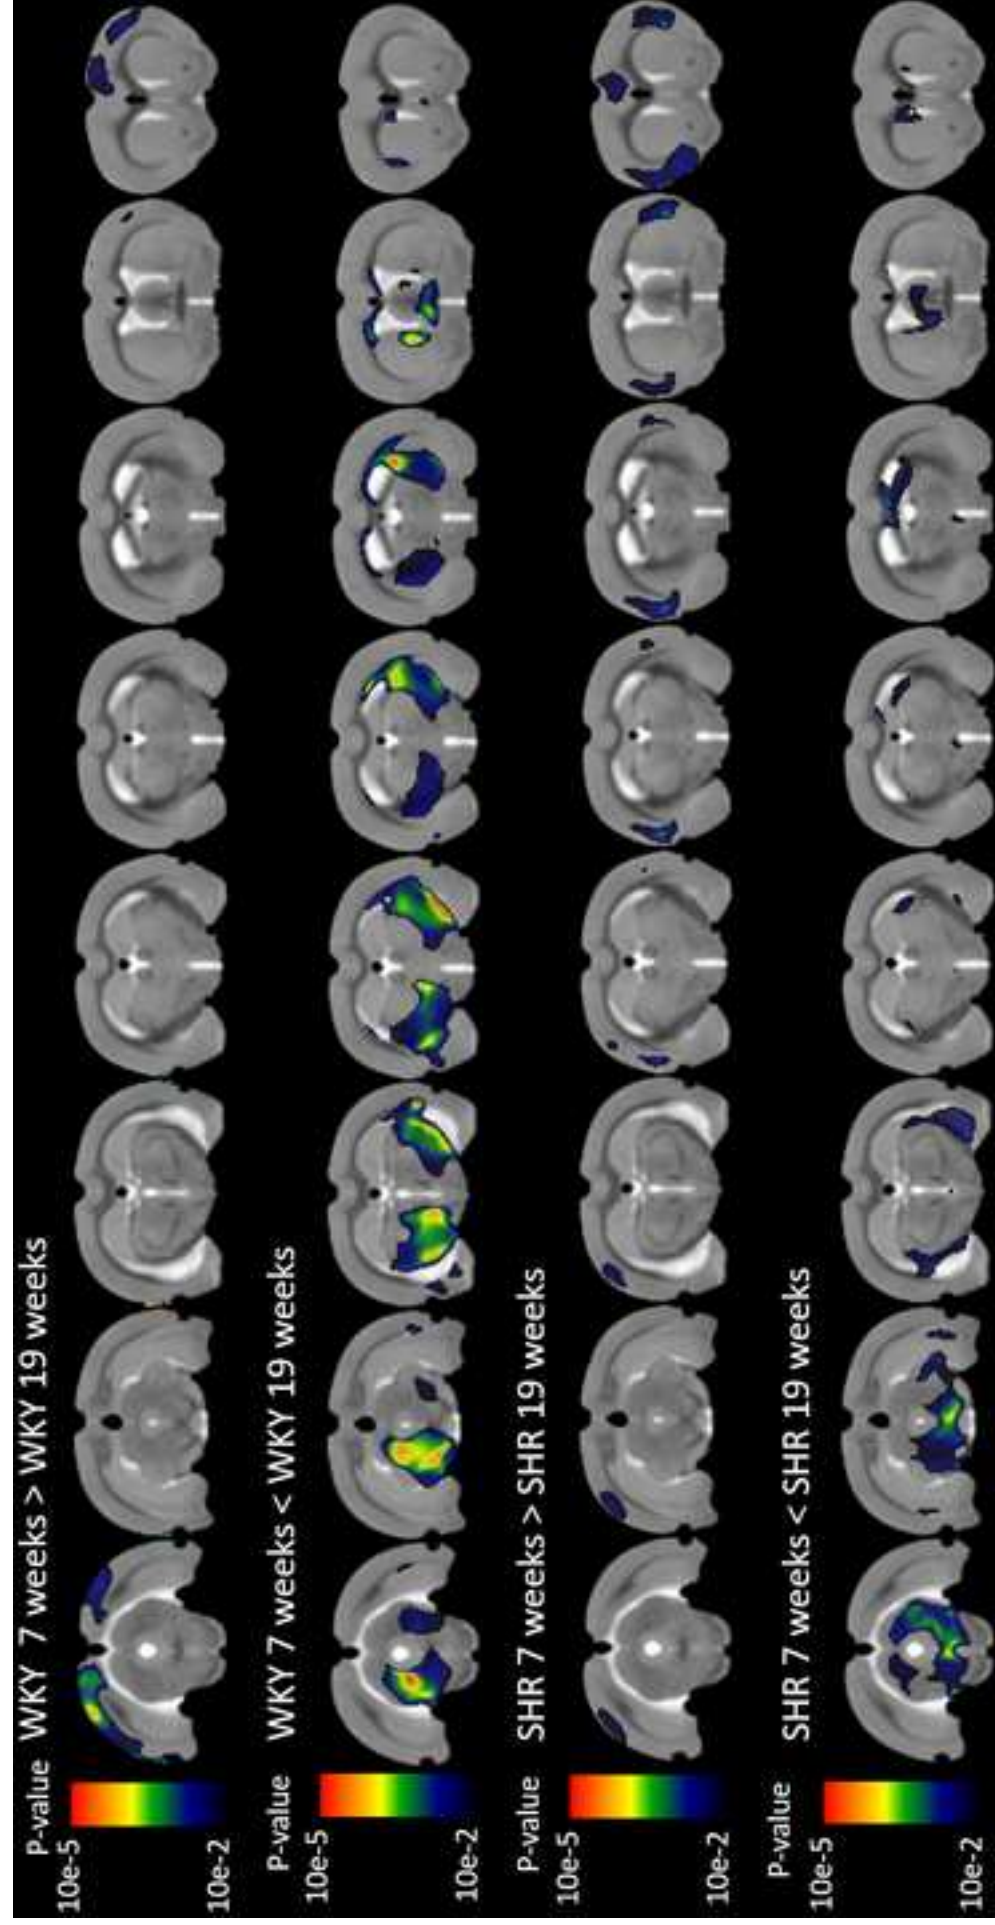 P-value WKY 7 weeks > WKY 19 weeks
10e-5
10e-2
P-value WKY 7 weeks < WKY 19 weeks
10e-5
10e-2
P-value SHR 7 weeks > SHR 19 weeks
10e-5
10e-2
P-value SHR 7 weeks < SHR 19 weeks
10e-5
10e-2